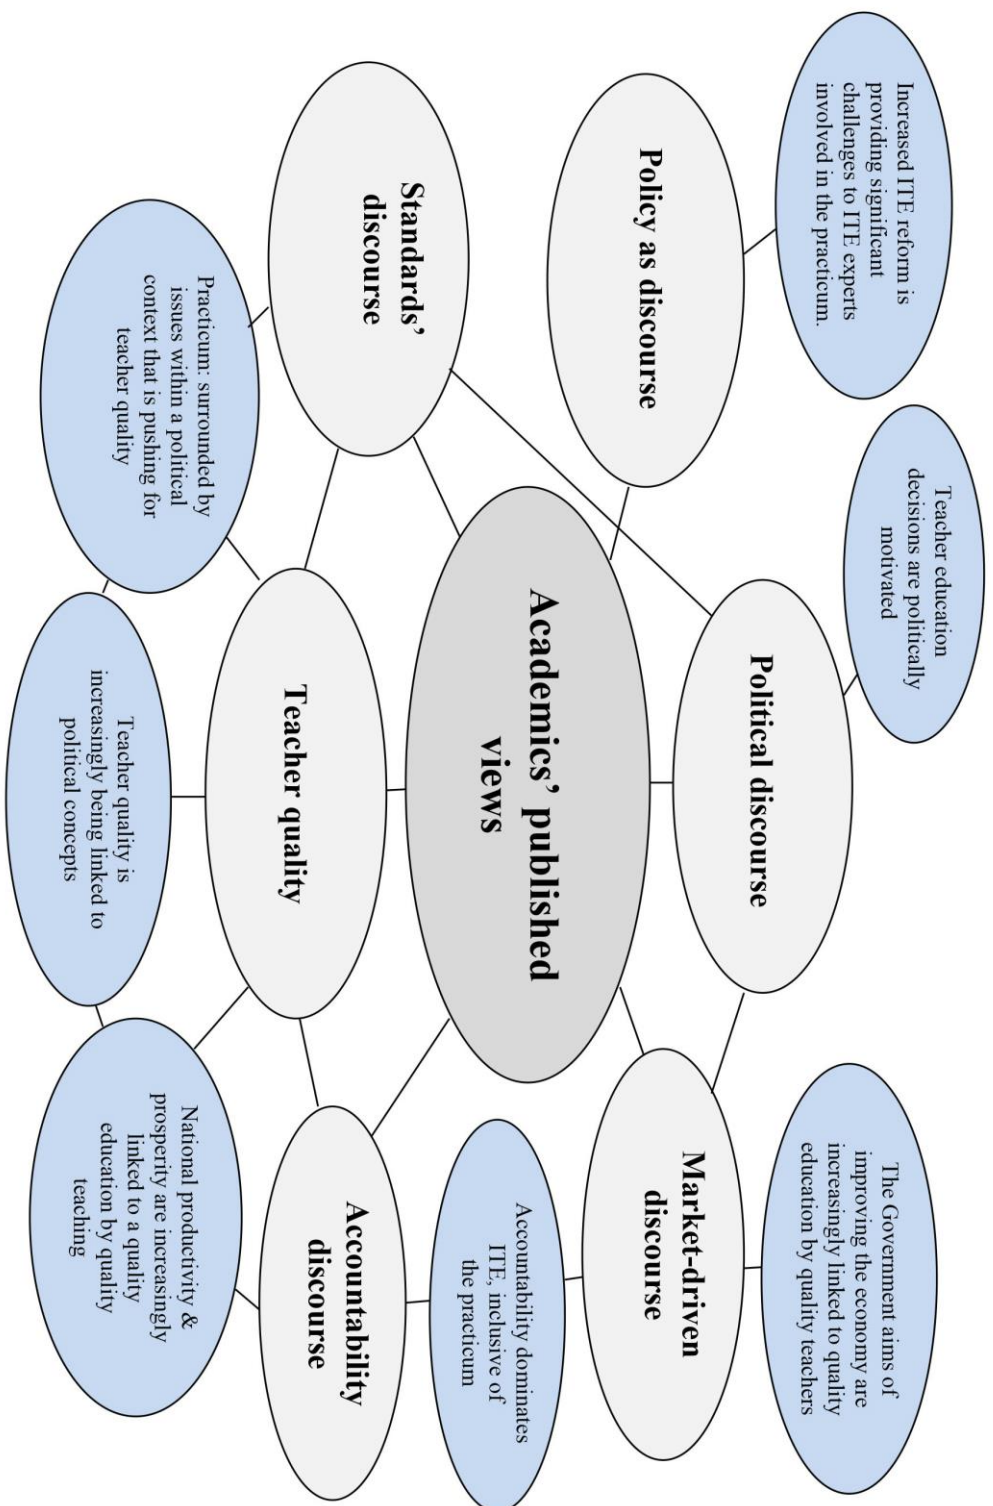 Increased ITE reform is
providing significant
challenges to ITE experts
involved in the practicum.
Teacher education
decisions are politically
motivated
The Government aims of
improving the economy are
increasingly linked to quality
education by quality teachers
Policy as discourse
Political discourse
Market-driven
discourse
Academics’ published
views
Accountability dominates
ITE, inclusive of
the practicum
Standards’
discourse
Teacher quality
Accountability
discourse
Practicum: surrounded by
issues within a political
context that is pushing for
teacher quality
Teacher quality is
increasingly being linked to
political concepts
National productivity &
prosperity are increasingly
linked to a quality
education by quality
teaching